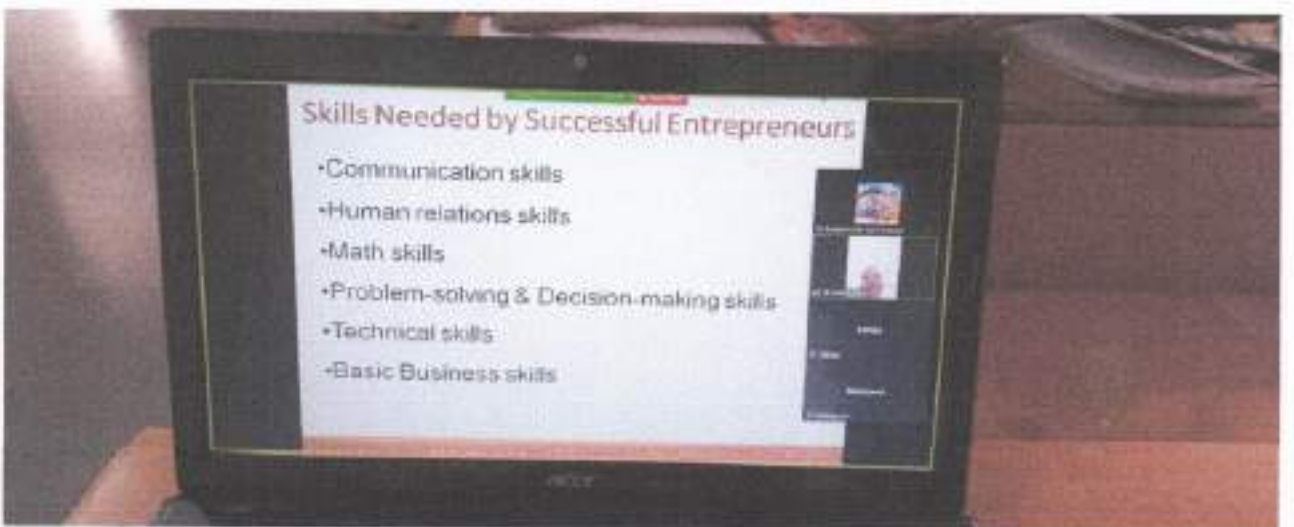 Skills Needed by Successful Entrepreneurs
•Communication skills
•Human relations skills
•Math skills
•Problem-solving & Decision-making skills
•Technical skills
•Basic Business skills
acer